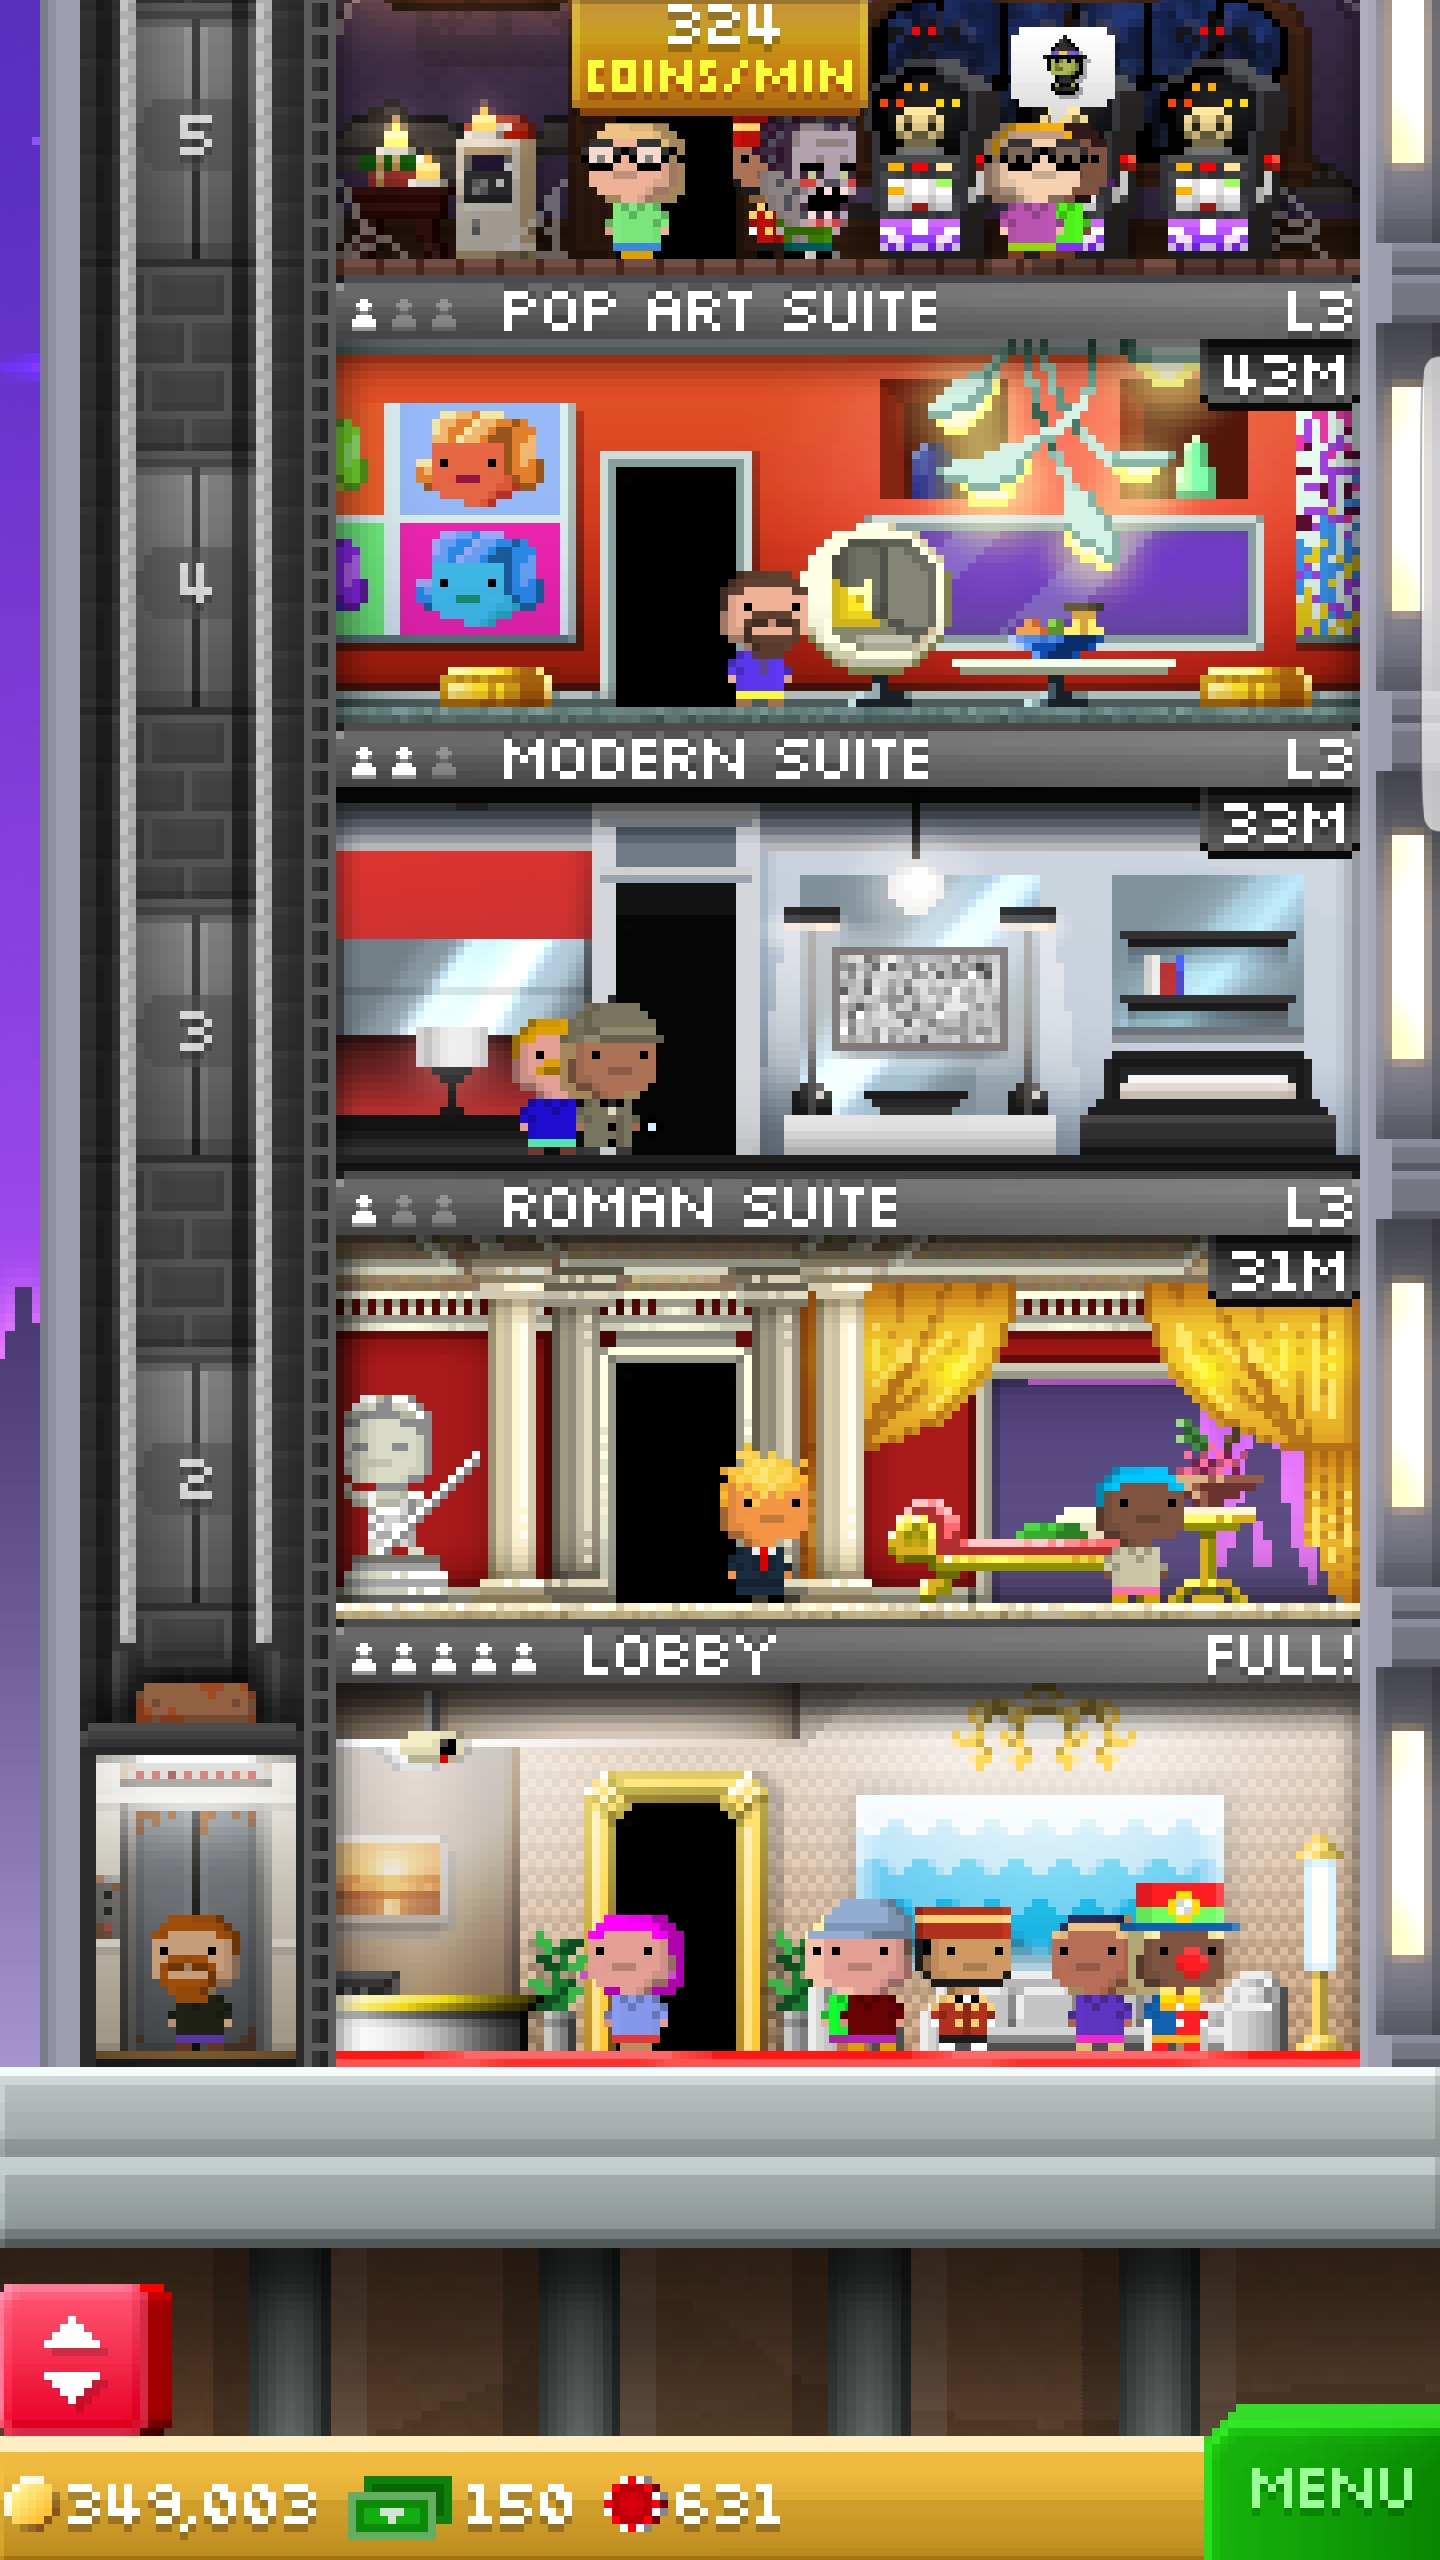 324
COINS/MIN
5
POP ART SUITE L3
43M
4
MODERN SUITE L3
33M
3
ROMAN SUITE L3
31M
2
LOBBY FULL!
MENU
349,003 150 631